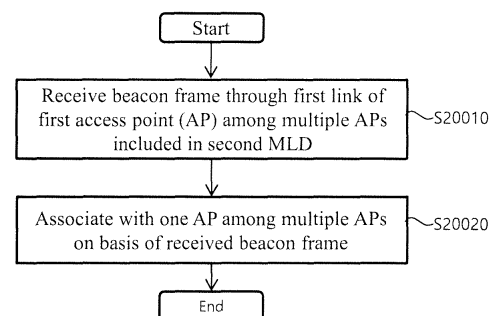 Start
Receive beacon frame through first link of
first access point (AP) among multiple APs
included in second MLD
S20010
Associate with one AP among multiple APs
on basis of received beacon frame
S20020
End